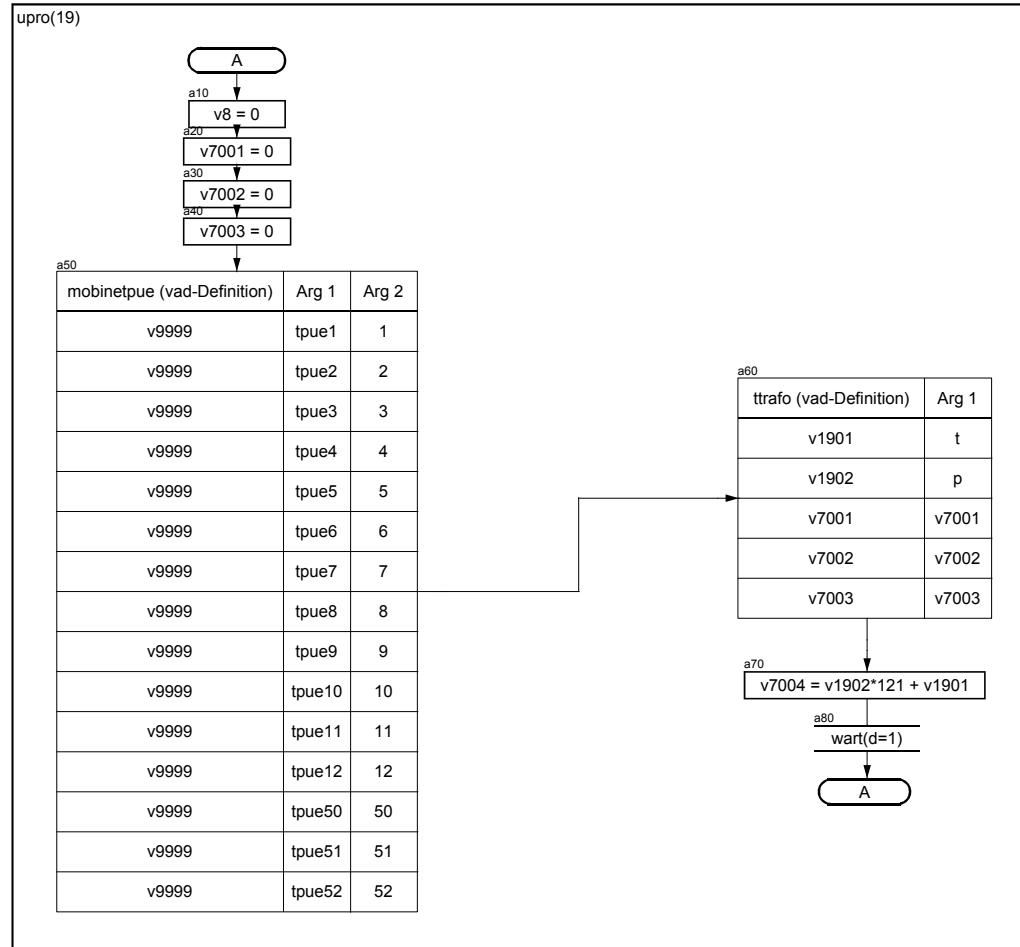 upro(19)
A
a10
v8 = 0
a20
v7001 = 0
a30
v7002 = 0
a40
v7003 = 0
a50
mobinetpue (vad-Definition) Arg 1 Arg 2
v9999 tpue1 1
v9999 tpue2 2
v9999 tpue3 3
v9999 tpue4 4
v9999 tpue5 5
v9999 tpue6 6
v9999 tpue7 7
v9999 tpue8 8
v9999 tpue9 9
v9999 tpue10 10
v9999 tpue11 11
v9999 tpue12 12
v9999 tpue50 50
v9999 tpue51 51
v9999 tpue52 52
a60
ttrafo (vad-Definition) Arg 1
v1901 t
v1902 p
v7001 v7001
v7002 v7002
v7003 v7003
a70
v7004 = v1902*121 + v1901
a80
wart(d=1)
A